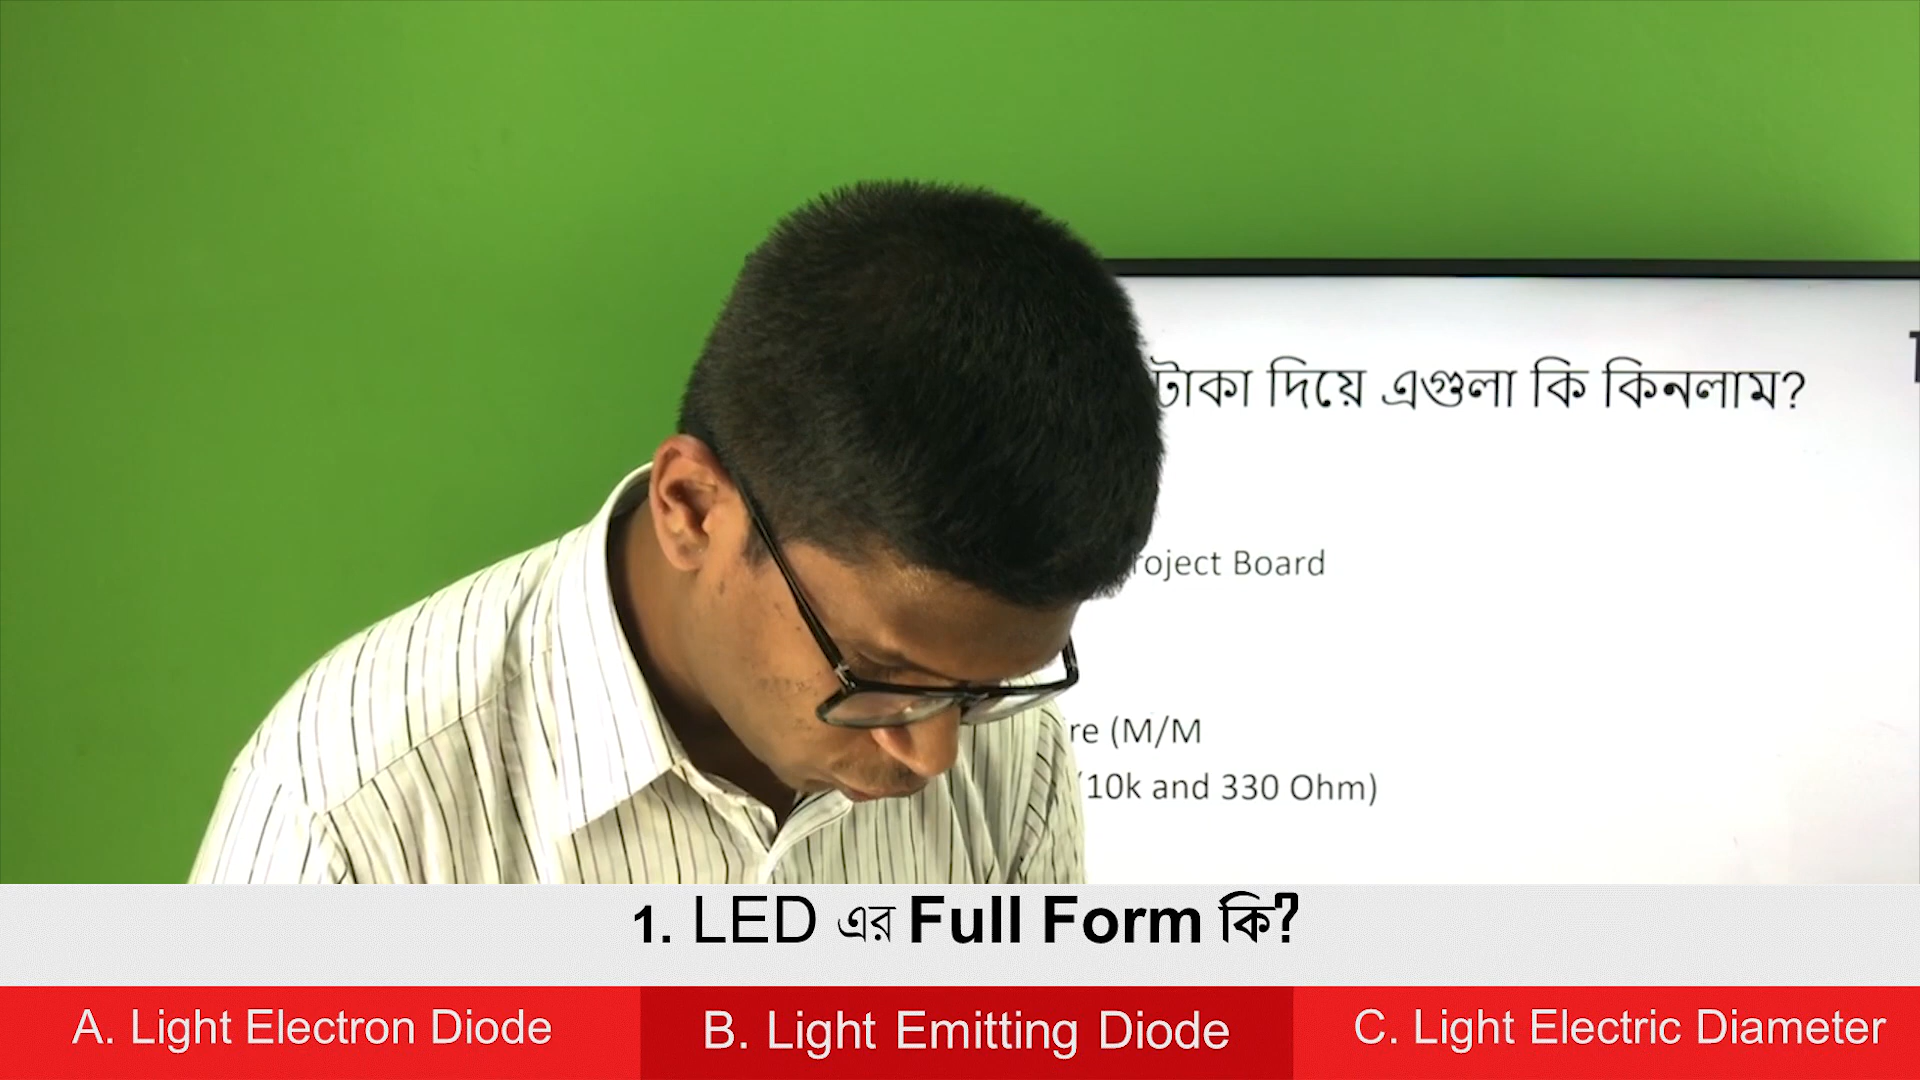 টাকা দিয়ে এগুলা কি কিনলাম?
roject Board
re (M/M
10k and 330 Ohm)
1. LED এর Full Form কি?
A. Light Electron Diode
B. Light Emitting Diode
C. Light Electric Diameter